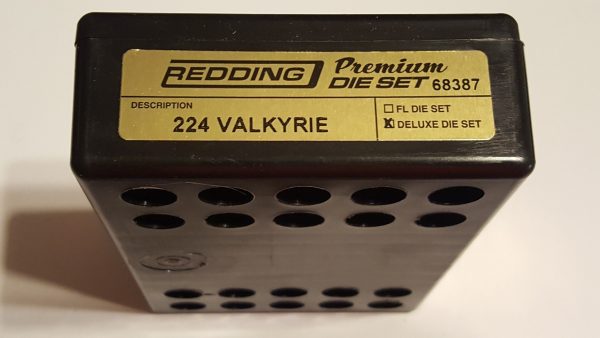 REDDING Premium
DIE SET 68387
DESCRIPTION
224 VALKYRIE
FL DIE SET
DELUXE DIE SET